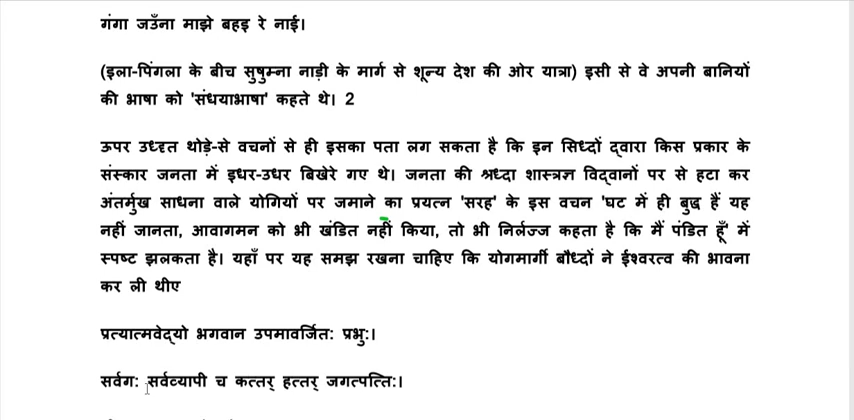 गंगा जउँना माझे बहइ रे नाई।
(इला-पिंगला के बीच सुषुम्ना नाड़ी के मार्ग से शून्य देश की ओर यात्रा) इसी से वे अपनी बानियों
की भाषा को 'संधयाभाषा' कहते थे। 2
ऊपर उध्दृत थोड़े-से वचनों से ही इसका पता लग सकता है कि इन सिध्दों द्वारा किस प्रकार के
संस्कार जनता में इधर-उधर बिखेरे गए थे। जनता की श्रध्दा शास्त्रज्ञ विद्वानों पर से हटा कर
अंतर्मुख साधना वाले योगियों पर जमाने का प्रयत्न 'सरह' के इस वचन 'घट में ही बुद्ध हैं यह
नहीं जानता, आवागमन को भी खंडित नहीं किया, तो भी निर्लज्ज कहता है कि मैं पंडित हूँ' में
स्पष्ट झलकता है। यहाँ पर यह समझ रखना चाहिए कि योगमार्गी बौध्दों ने ईश्वरत्व की भावना
कर ली थीए
प्रत्यात्मवेद्यो भगवान उपमावर्जित: प्रभु:।
सर्वग: सर्वव्यापी च कत्तर् हत्तर् जगत्पत्ति:।